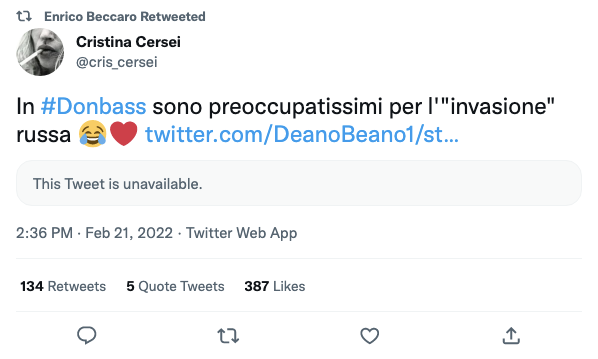 Enrico Beccaro Retweeted
Cristina Cersei
@cris_cersei
In #Donbass sono preoccupatissimi per l'"invasione"
russa 😂❤️ twitter.com/DeanoBeano1/st…
This Tweet is unavailable.
2:36 PM · Feb 21, 2022 · Twitter Web App
134 Retweets 5 Quote Tweets 387 Likes